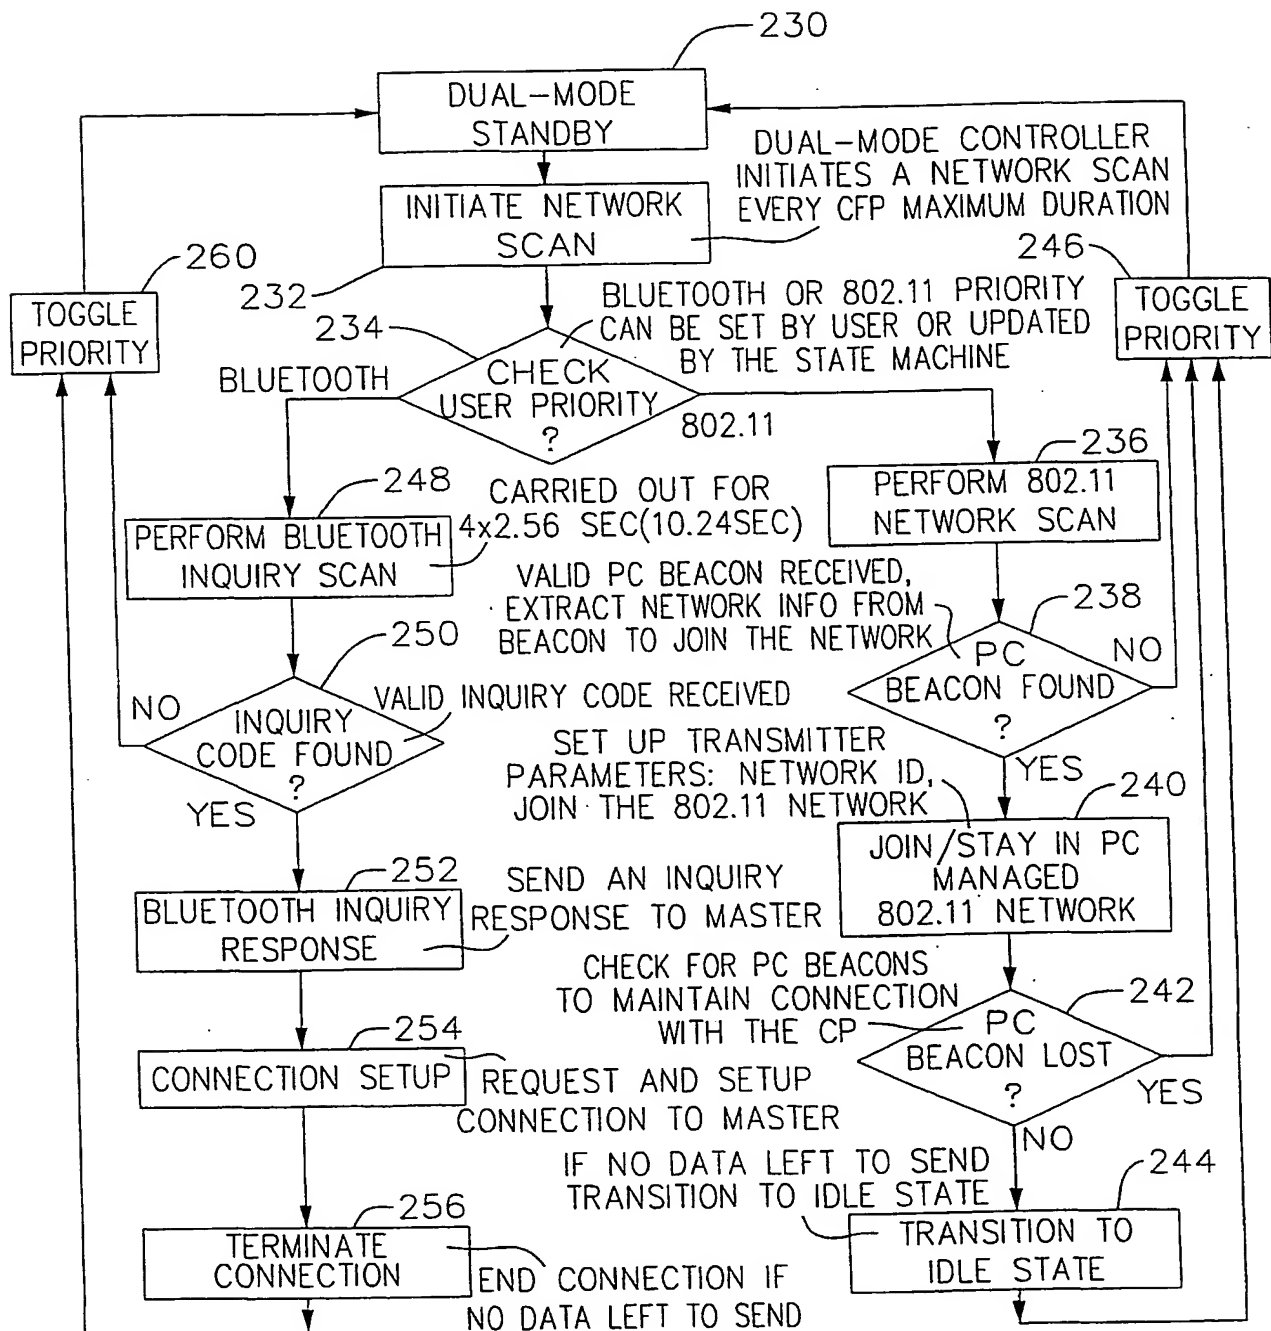 230
DUAL-MODE
STANDBY
DUAL-MODE CONTROLLER
INITIATES A NETWORK SCAN
EVERY CFP MAXIMUM DURATION
INITIATE NETWORK
SCAN
232
260
TOGGLE
PRIORITY
246
TOGGLE
PRIORITY
234
BLUETOOTH OR 802.11 PRIORITY
CAN BE SET BY USER OR UPDATED
BY THE STATE MACHINE
BLUETOOTH
CHECK
USER PRIORITY
?
802.11
236
PERFORM 802.11
NETWORK SCAN
248
CARRIED OUT FOR
4x2.56 SEC(10.24SEC)
PERFORM BLUETOOTH
INQUIRY SCAN
VALID PC BEACON RECEIVED,
EXTRACT NETWORK INFO FROM
BEACON TO JOIN THE NETWORK
238
PC
BEACON FOUND
?
NO
YES
250
VALID INQUIRY CODE RECEIVED
NO
INQUIRY
CODE FOUND
?
YES
SET UP TRANSMITTER
PARAMETERS: NETWORK ID,
JOIN THE 802.11 NETWORK
240
JOIN/STAY IN PC
MANAGED
802.11 NETWORK
252
BLUETOOTH INQUIRY
RESPONSE
SEND AN INQUIRY
RESPONSE TO MASTER
CHECK FOR PC BEACONS
TO MAINTAIN CONNECTION
WITH THE CP
242
PC
BEACON LOST
?
YES
NO
254
CONNECTION SETUP
REQUEST AND SETUP
CONNECTION TO MASTER
IF NO DATA LEFT TO SEND
TRANSITION TO IDLE STATE
244
TRANSITION TO
IDLE STATE
256
TERMINATE
CONNECTION
END CONNECTION IF
NO DATA LEFT TO SEND